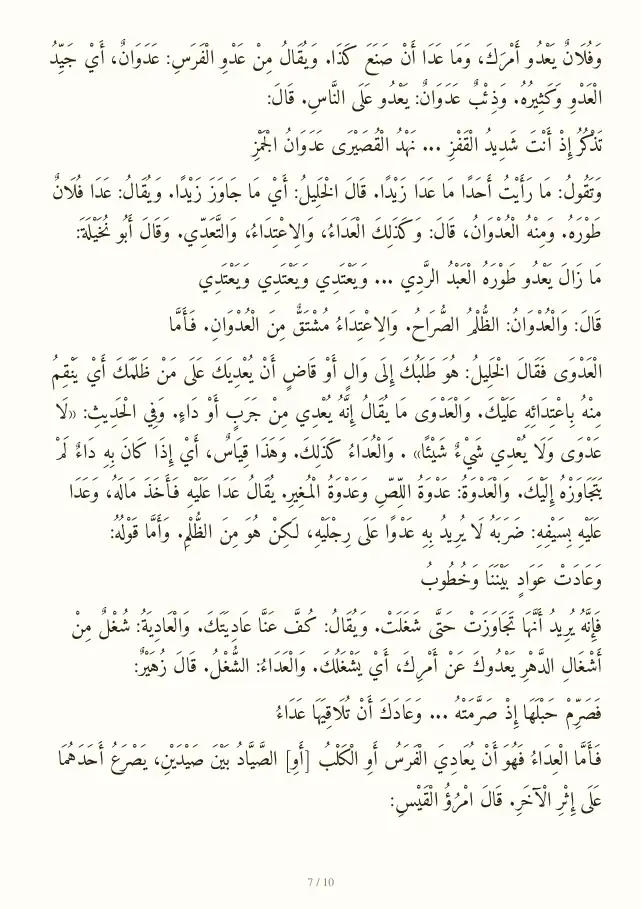 وَفُلَانٌ يَعْدُو أَمْرَكَ، وَمَا عَدَا أَنْ صَنَعَ كَذَا. وَيُقَالُ مِنْ عَدْوِ الْفَرَسِ: عَدَوَانٌ، أَيْ جَيِّدُ
الْعَدْوِ وَكَثِيرُهُ. وَذِئْبٌ عَدَوَانٌ: يَعْدُو عَلَى النَّاسِ. قَالَ:
تَذْكُرُ إِذْ أَنْتَ شَدِيدُ الْقَفْزِ ... نَهْدُ الْقُصَيْرَى عَدَوَانُ الْجَمْزِ
وَتَقُولُ: مَا رَأَيْتُ أَحَدًا مَا عَدَا زَيْدًا. قَالَ الْخَلِيلُ: أَيْ مَا جَاوَزَ زَيْدًا. وَيُقَالُ: عَدَا فُلَانٌ
طَوْرَهُ. وَمِنْهُ الْعُدْوَانُ، قَالَ: وَكَذَلِكَ الْعَدَاءُ، وَالِاعْتِدَاءُ، وَالتَّعَدِّي. وَقَالَ أَبُو نُخَيْلَةَ:
مَا زَالَ يَعْدُو طَوْرَهُ الْعَبْدُ الرَّدِي ... وَيَعْتَدِي وَيَعْتَدِي وَيَعْتَدِي
قَالَ: وَالْعُدْوَانُ: الظُّلْمُ الصُّرَاحُ. وَالِاعْتِدَاءُ مُشْتَقٌّ مِنَ الْعُدْوَانِ. فَأَمَّا
الْعَدْوَى فَقَالَ الْخَلِيلُ: هُوَ طَلَبُكَ إِلَى وَالٍ أَوْ قَاضٍ أَنْ يُعْدِيَكَ عَلَى مَنْ ظَلَمَكَ أَيْ يَنْقِمُ
مِنْهُ بِاعْتِدَائِهِ عَلَيْكَ. وَالْعَدْوَى مَا يُقَالُ إِنَّهُ يُعْدِي مِنْ جَرَبٍ أَوْ دَاءٍ. وَفِي الْحَدِيثِ: «لَا
عَدْوَى وَلَا يُعْدِي شَيْءٌ شَيْئًا» . وَالْعُدَاءُ كَذَلِكَ. وَهَذَا قِيَاسٌ، أَيْ إِذَا كَانَ بِهِ دَاءٌ لَمْ
يَتَجَاوَزْهُ إِلَيْكَ. وَالْعَدْوَةُ: عَدْوَةُ اللِّصِّ وَعَدْوَةُ الْمُغِيرِ. يُقَالُ عَدَا عَلَيْهِ فَأَخَذَ مَالَهُ، وَعَدَا
عَلَيْهِ بِسَيْفِهِ: ضَرَبَهُ لَا يُرِيدُ بِهِ عَدْوًا عَلَى رِجْلَيْهِ، لَكِنْ هُوَ مِنَ الظُّلْمِ. وَأَمَّا قَوْلُهُ:
وَعَادَتْ عَوَادٍ بَيْنَنَا وَخُطُوبُ
فَإِنَّهُ يُرِيدُ أَنَّهَا تَجَاوَزَتْ حَتَّى شَغَلَتْ. وَيُقَالُ: كُفَّ عَنَّا عَادِيَتَكَ. وَالْعَادِيَةُ: شُغْلٌ مِنْ
أَشْغَالِ الدَّهْرِ يَعْدُوكَ عَنْ أَمْرِكَ، أَيْ يَشْغَلُكَ. وَالْعَدَاءُ: الشُّغْلُ. قَالَ زُهَيْرٌ:
فَصَرِّمْ حَبْلَهَا إِذْ صَرَّمَتْهُ ... وَعَادَكَ أَنْ تُلَاقِيَهَا عَدَاءُ
فَأَمَّا الْعِدَاءُ فَهُوَ أَنْ يُعَادِيَ الْفَرَسُ أَوِ الْكَلْبُ [أَوِ] الصَّيَّادُ بَيْنَ صَيْدَيْنِ، يَصْرَعُ أَحَدَهُمَا
عَلَى إِثْرِ الْآخَرِ. قَالَ امْرُؤُ الْقَيْسِ:
7 / 10